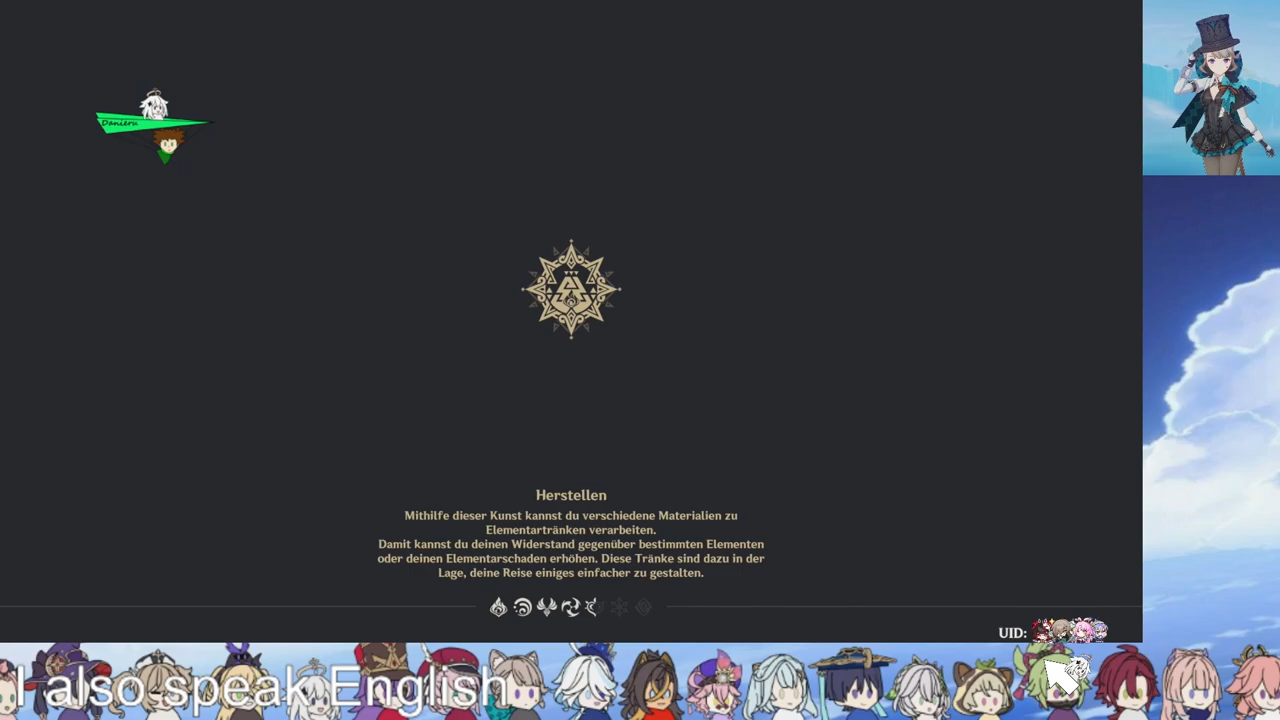 Danieru
Herstellen
Mithilfe dieser Kunst kannst du verschiedene Materialien zu
Elementartränken verarbeiten.
Damit kannst du deinen Widerstand gegenüber bestimmten Elementen
oder deinen Elementarschaden erhöhen. Diese Tränke sind dazu in der
Lage, deine Reise einiges einfacher zu gestalten.
UID:
I also speak English